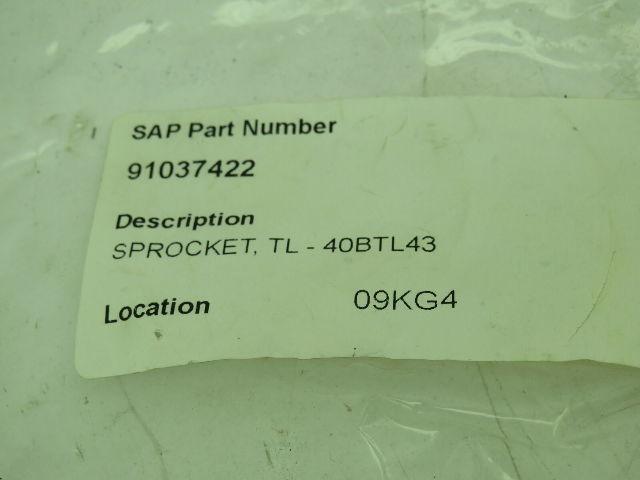 SAP Part Number
91037422
Description
SPROCKET, TL - 40BTL43
Location 09KG4